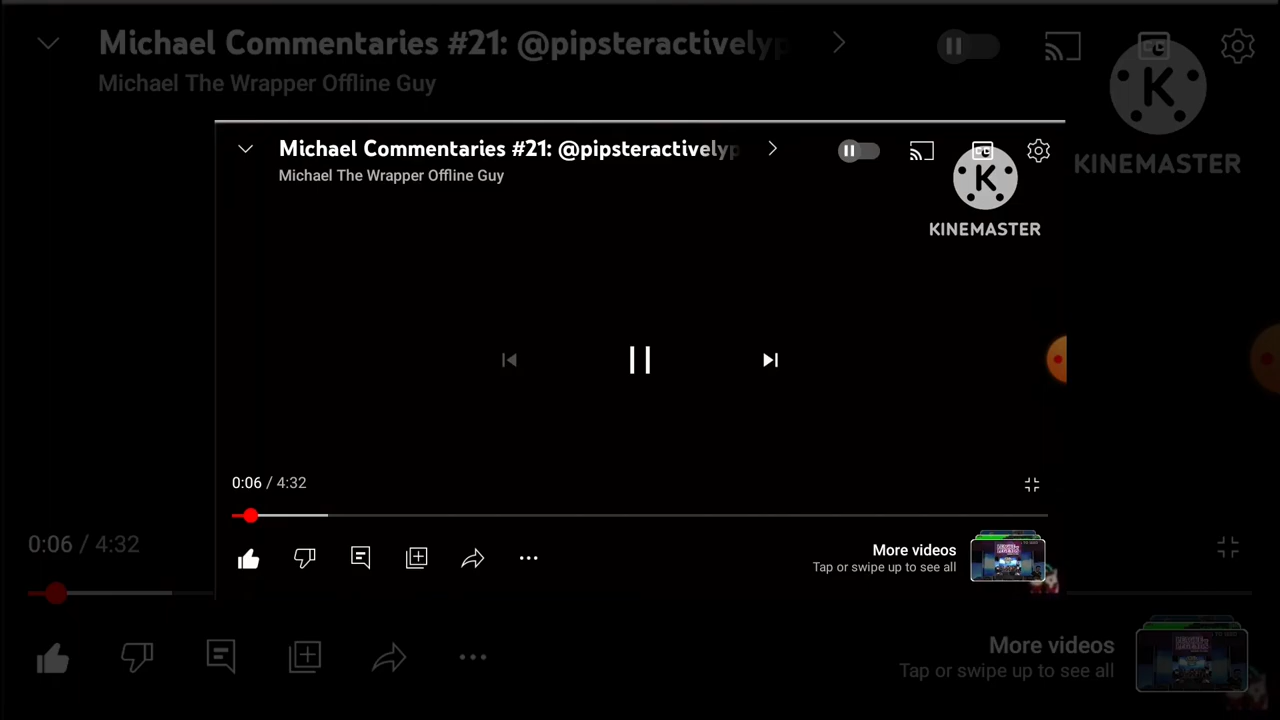 Michael Commentaries #21: @pipsteractivelyp
Michael The Wrapper Offline Guy
K
KINEMASTER
Michael Commentaries #21: @pipsteractivelyp
Michael The Wrapper Offline Guy
K
KINEMASTER
0:06 / 4:32
More videos
Tap or swipe up to see all
0:06 / 4:32
More videos
Tap or swipe up to see all